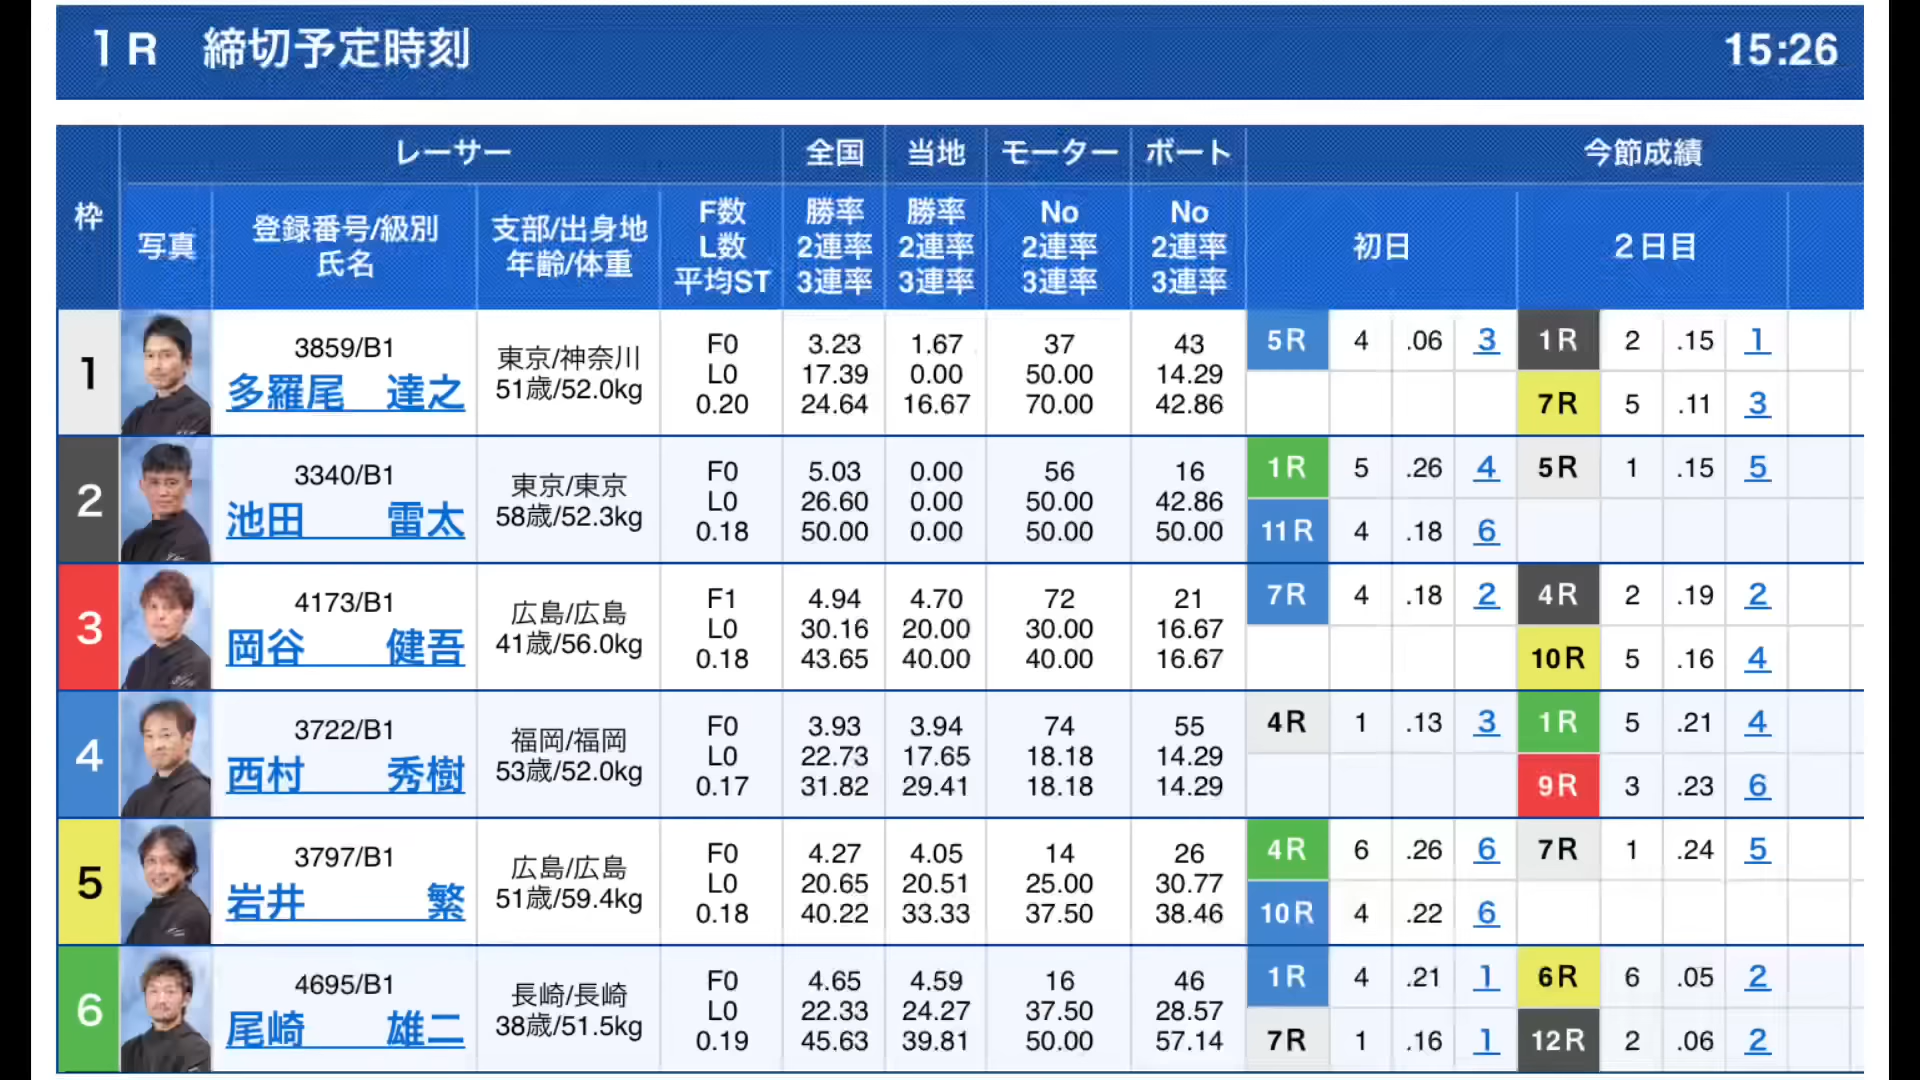 1R 締切予定時刻 15:26
枠 レーサー 全国 当地 モーター ボート 今節成績
写真 登録番号/級別 氏名 支部/出身地 年齢/体重 F数 L数 平均ST 勝率 2連率 3連率 勝率 2連率 3連率 No 2連率 3連率 No 2連率 3連率 初日 2日目
1 3859/B1 東京/神奈川 F0 3.23 1.67 37 43 5R 4 .06 3 1R 2 .15 1
多羅尾 達之 51歳/52.0kg L0 17.39 0.00 50.00 14.29
0.20 24.64 16.67 70.00 42.86 7R 5 .11 3
2 3340/B1 東京/東京 F0 5.03 0.00 56 16 1R 5 .26 4 5R 1 .15 5
池田 雷太 58歳/52.3kg L0 26.60 0.00 50.00 42.86
0.18 50.00 0.00 50.00 50.00 11R 4 .18 6
3 4173/B1 広島/広島 F1 4.94 4.70 72 21 7R 4 .18 2 4R 2 .19 2
岡谷 健吾 41歳/56.0kg L0 30.16 20.00 30.00 16.67
0.18 43.65 40.00 40.00 16.67 10R 5 .16 4
4 3722/B1 福岡/福岡 F0 3.93 3.94 74 55 4R 1 .13 3 1R 5 .21 4
西村 秀樹 53歳/52.0kg L0 22.73 17.65 18.18 14.29
0.17 31.82 29.41 18.18 14.29 9R 3 .23 6
5 3797/B1 広島/広島 F0 4.27 4.05 14 26 4R 6 .26 6 7R 1 .24 5
岩井 繁 51歳/59.4kg L0 20.65 20.51 25.00 30.77
0.18 40.22 33.33 37.50 38.46 10R 4 .22 6
6 4695/B1 長崎/長崎 F0 4.65 4.59 16 46 1R 4 .21 1 6R 6 .05 2
尾崎 雄二 38歳/51.5kg L0 22.33 24.27 37.50 28.57
0.19 45.63 39.81 50.00 57.14 7R 1 .16 1 12R 2 .06 2